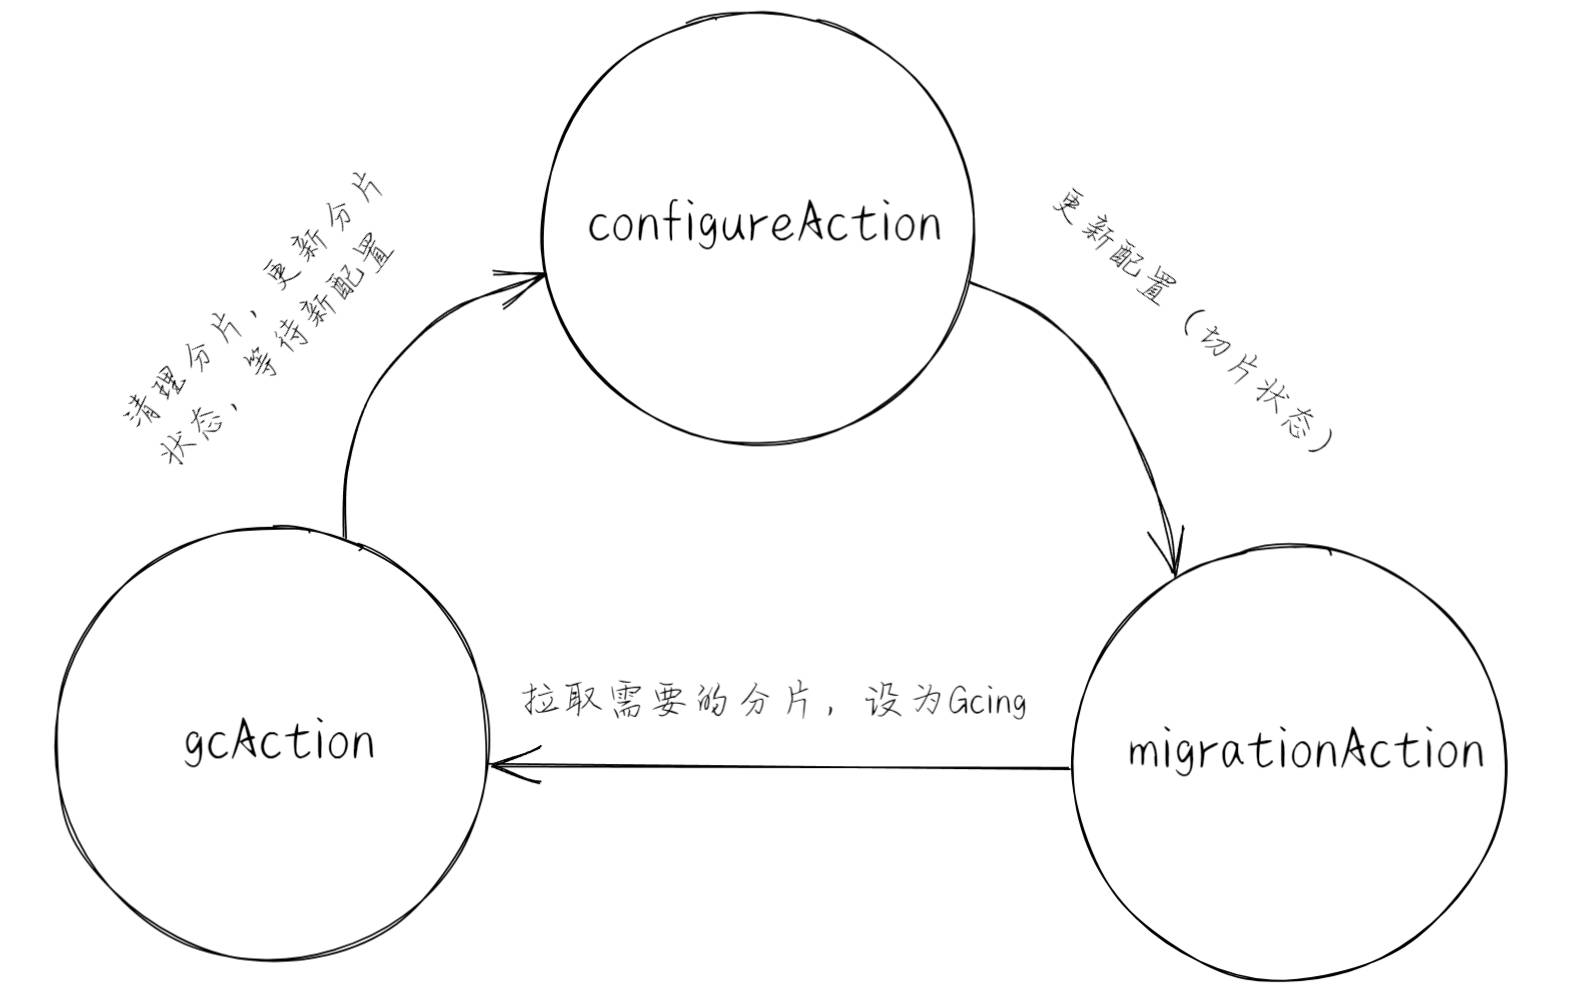 configureAction
清理分片，更新分片
状态，等待新配置
更新配置（切片状态）
拉取需要的分片，设为Gcing
gcAction
migrationAction